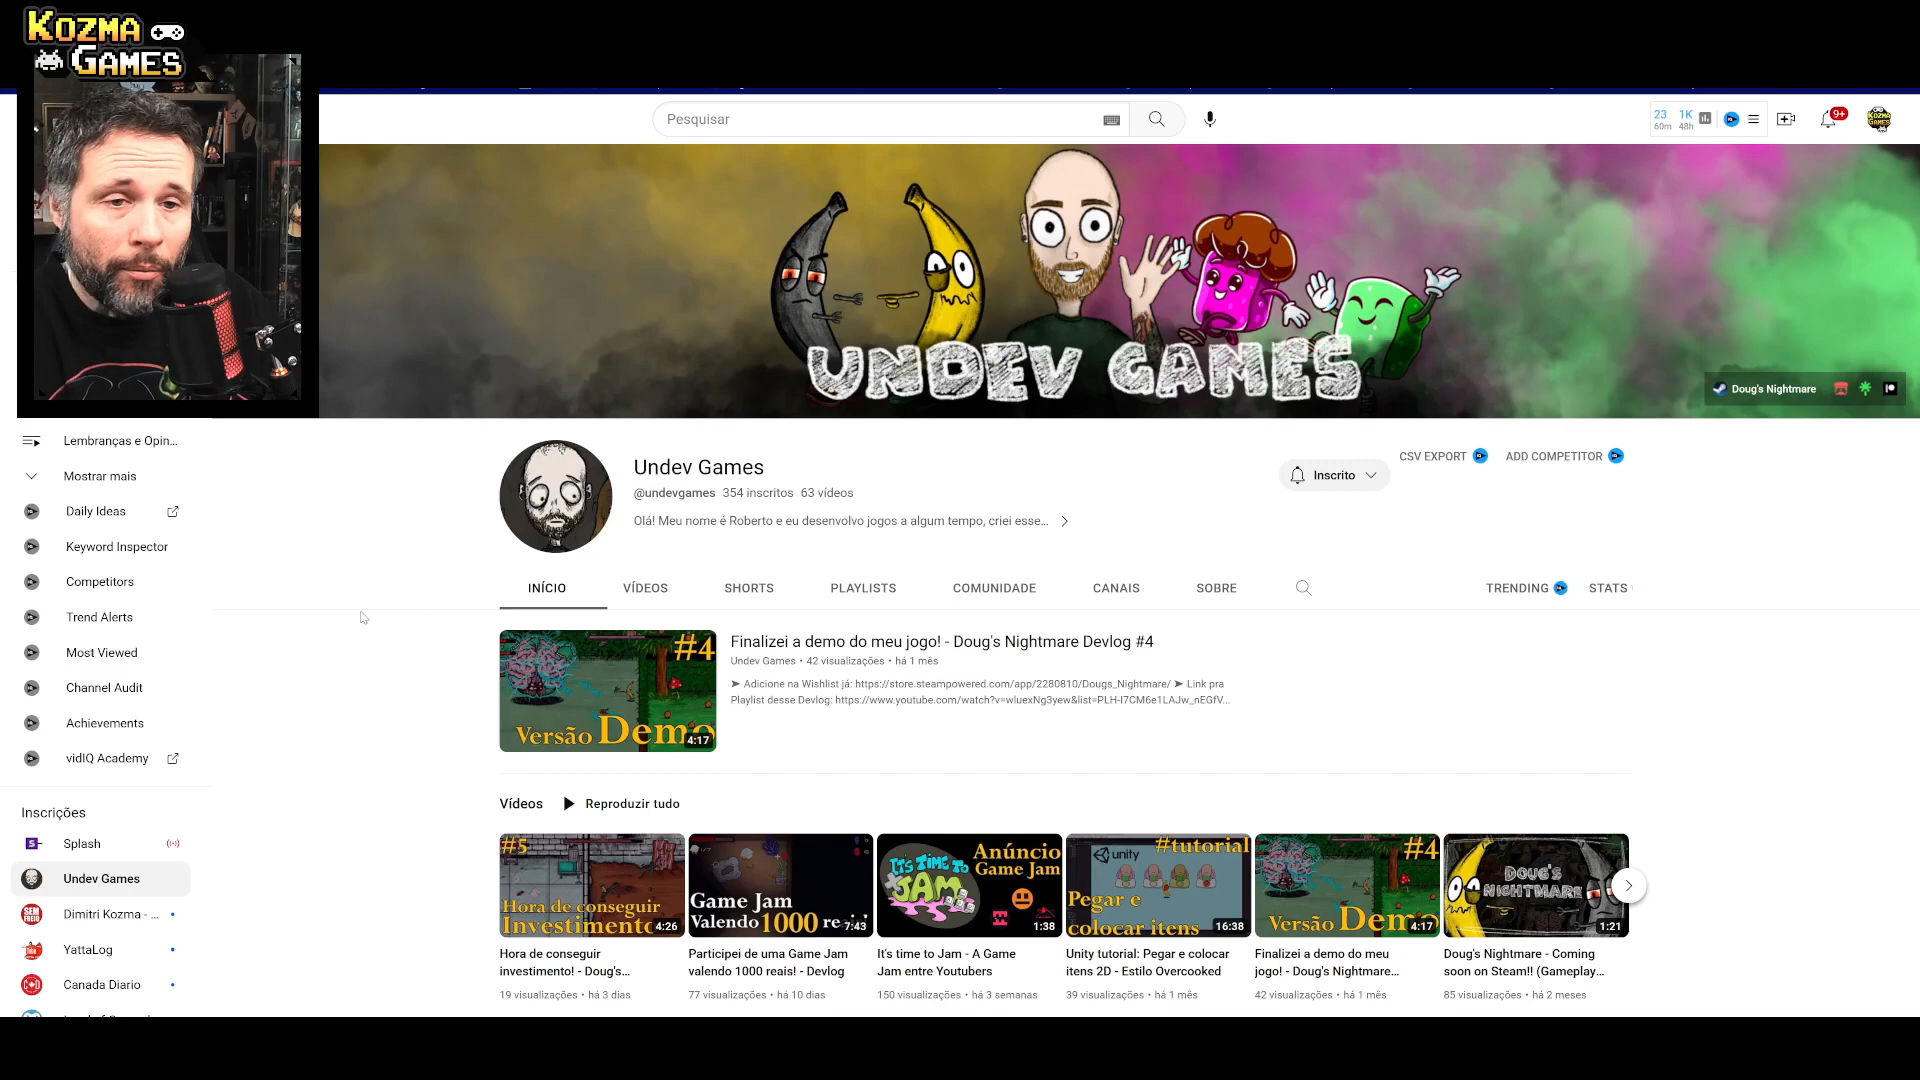 KOZMA
GAMES
Pesquisar
23 1K
60m 48h
9+
UNDEV GAMES
Doug's Nightmare
Lembranças e Opin...
Mostrar mais
Daily Ideas
Keyword Inspector
Competitors
Trend Alerts
Most Viewed
Channel Audit
Achievements
vidIQ Academy
Inscrições
Splash
Undev Games
Dimitri Kozma - ...
YattaLog
Canada Diario
Undev Games
@undevgames 354 inscritos 63 vídeos
Olá! Meu nome é Roberto e eu desenvolvo jogos a algum tempo, criei esse...
Inscrito
CSV EXPORT
ADD COMPETITOR
INÍCIO VÍDEOS SHORTS PLAYLISTS COMUNIDADE CANAIS SOBRE TRENDING STATS
#4
Versão Demo
4:17
Finalizei a demo do meu jogo! - Doug's Nightmare Devlog #4
Undev Games • 42 visualizações • há 1 mês
➤ Adicione na Wishlist já: https://store.steampowered.com/app/2280810/Dougs_Nightmare/ ➤ Link pra
Playlist desse Devlog: https://www.youtube.com/watch?v=wluexNg3yew&list=PLH-I7CM6e1LAJw_nEGfV...
Vídeos Reproduzir tudo
#5
Hora de conseguir
Investimento
4:26
Hora de conseguir
investimento! - Doug's...
19 visualizações • há 3 dias
Game Jam
Valendo 1000 re
7:43
Participei de uma Game Jam
valendo 1000 reais! - Devlog
77 visualizações • há 10 dias
IT'S TIME TO
JAM
Anúncio
Game Jam
1:38
It's time to Jam - A Game
Jam entre Youtubers
150 visualizações • há 3 semanas
unity
#tutorial
Pegar e
colocar itens
16:38
Unity tutorial: Pegar e colocar
itens 2D - Estilo Overcooked
39 visualizações • há 1 mês
#4
Versão Demo
4:17
Finalizei a demo do meu
jogo! - Doug's Nightmare...
42 visualizações • há 1 mês
DOUG'S
NIGHTMARE
1:21
Doug's Nightmare - Coming
soon on Steam!! (Gameplay...
85 visualizações • há 2 meses